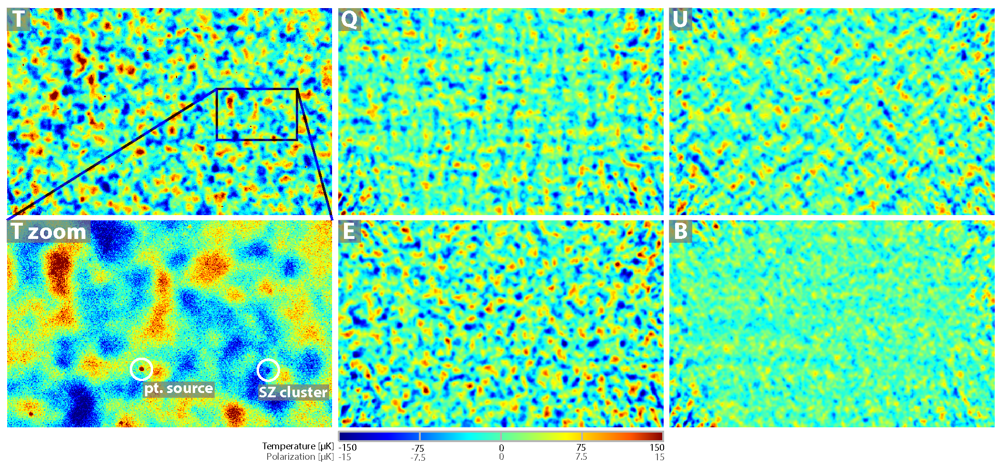 T
Q
U
T zoom
pt. source
SZ cluster
E
B
Temperature [µK] -150 -75 0 75 150
Polarization [µK] -15 -7.5 0 7.5 15